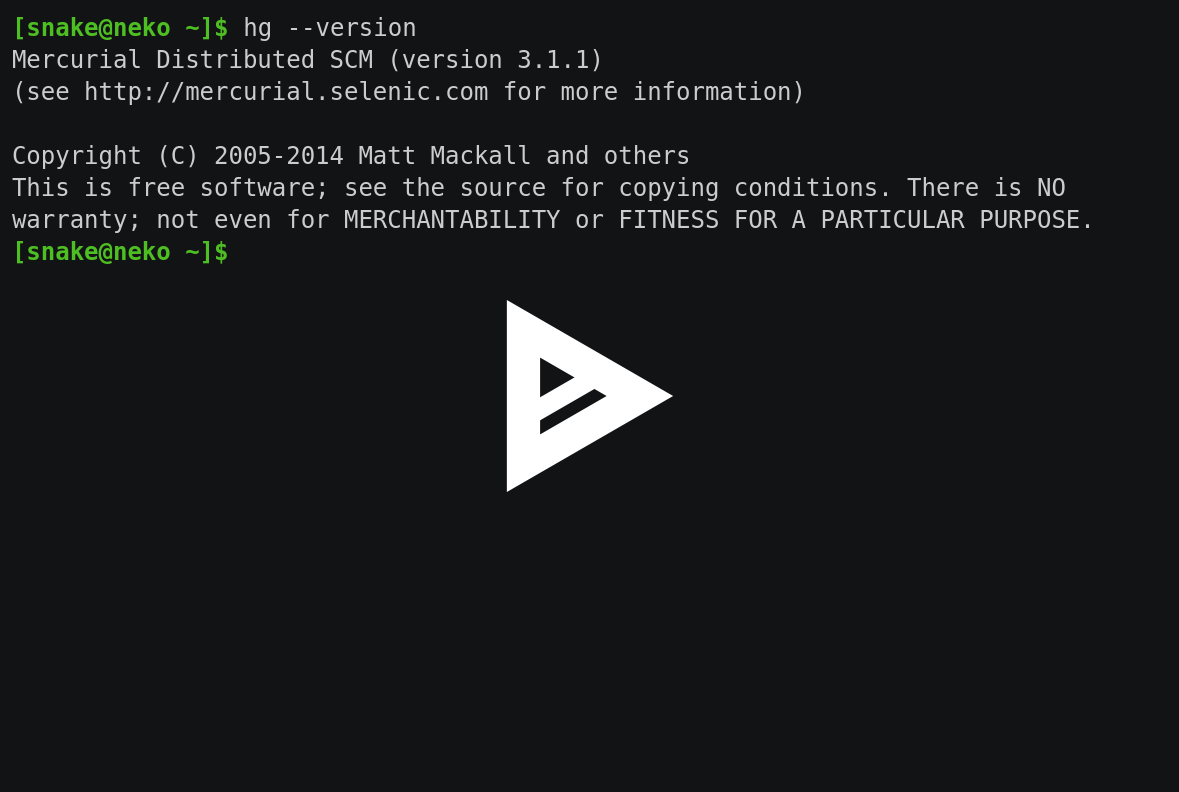 [snake@neko ~]$ hg --version
Mercurial Distributed SCM (version 3.1.1)
(see http://mercurial.selenic.com for more information)
Copyright (C) 2005-2014 Matt Mackall and others
This is free software; see the source for copying conditions. There is NO
warranty; not even for MERCHANTABILITY or FITNESS FOR A PARTICULAR PURPOSE.
[snake@neko ~]$